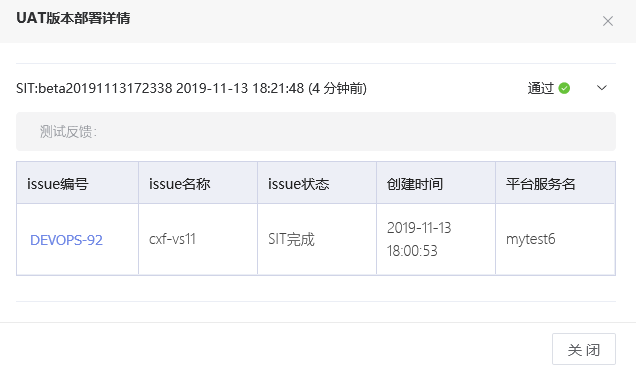 UAT版本部署详情
SIT:beta20191113172338 2019-11-13 18:21:48 (4 分钟前) 通过
测试反馈:
issue编号 issue名称 issue状态 创建时间 平台服务名
DEVOPS-92 cxf-vs11 SIT完成 2019-11-13 mytest6
18:00:53
关 闭